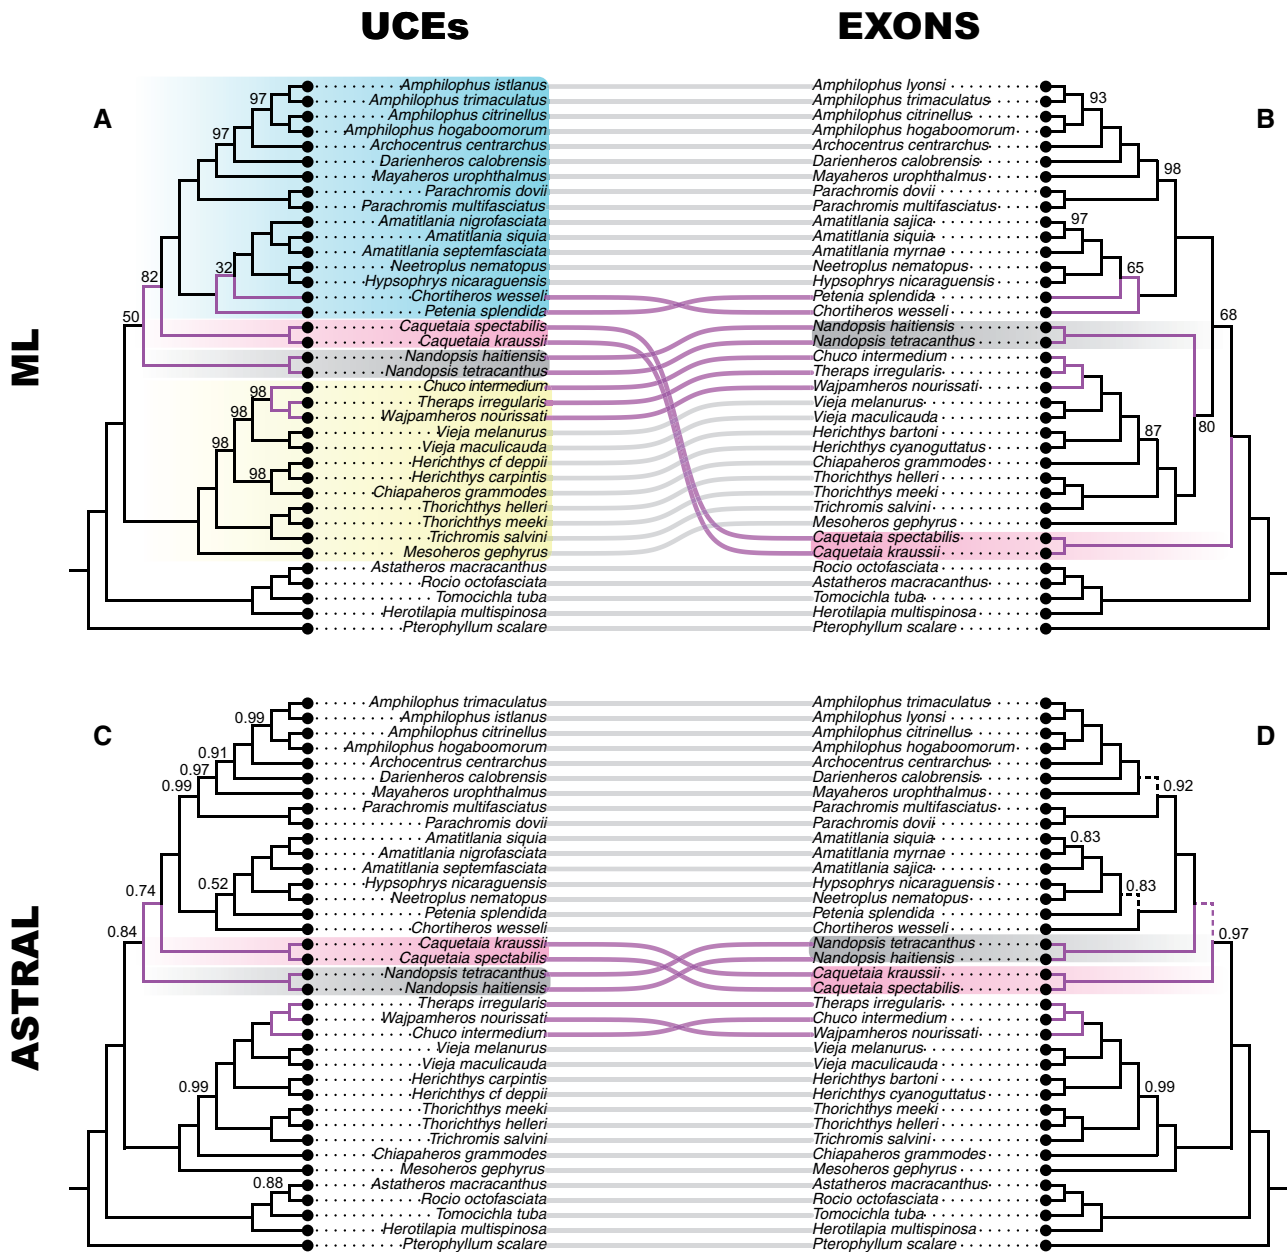 UCEs
EXONS
ML
A
Amphilophus istlanus
Amphilophus trimaculatus
Amphilophus citrinellus
Amphilophus hogaboomorum
Archocentrus centrarchus
Darienheros calobrensis
Mayaheros urophthalmus
Parachromis dovii
Parachromis multifasciatus
Amatitlania nigrofasciata
Amatitlania siquia
Amatitlania septemfasciata
Neetroplus nematopus
Hypsophrys nicaraguensis
Chortiheros wesseli
Petenia splendida
Caquetaia spectabilis
Caquetaia kraussii
Nandopsis haitiensis
Nandopsis tetracanthus
Chuco intermedium
Theraps irregularis
Wajpamheros nourissati
Vieja melanurus
Vieja maculicauda
Herichthys cf deppii
Herichthys carpintis
Chiapaheros grammodes
Thorichthys helleri
Thorichthys meeki
Trichromis salvini
Mesoheros gephyrus
Astatheros macracanthus
Rocio octofasciata
Tomocichla tuba
Herotilapia multispinosa
Pterophyllum scalare
97
97
32
82
50
98
98
98
98
B
Amphilophus lyonsi
Amphilophus trimaculatus
Amphilophus citrinellus
Amphilophus hogaboomorum
Archocentrus centrarchus
Darienheros calobrensis
Mayaheros urophthalmus
Parachromis dovii
Parachromis multifasciatus
Amatitlania sajica
Amatitlania siquia
Amatitlania myrnae
Neetroplus nematopus
Hypsophrys nicaraguensis
Petenia splendida
Chortiheros wesseli
Nandopsis haitiensis
Nandopsis tetracanthus
Chuco intermedium
Theraps irregularis
Wajpamheros nourissati
Vieja melanurus
Vieja maculicauda
Herichthys bartoni
Herichthys cyanoguttatus
Chiapaheros grammodes
Thorichthys helleri
Thorichthys meeki
Trichromis salvini
Mesoheros gephyrus
Caquetaia spectabilis
Caquetaia kraussii
Rocio octofasciata
Astatheros macracanthus
Tomocichla tuba
Herotilapia multispinosa
Pterophyllum scalare
93
98
97
65
68
80
87
ASTRAL
C
Amphilophus trimaculatus
Amphilophus istlanus
Amphilophus citrinellus
Amphilophus hogaboomorum
Archocentrus centrarchus
Darienheros calobrensis
Mayaheros urophthalmus
Parachromis multifasciatus
Parachromis dovii
Amatitlania siquia
Amatitlania nigrofasciata
Amatitlania septemfasciata
Hypsophrys nicaraguensis
Neetroplus nematopus
Petenia splendida
Chortiheros wesseli
Caquetaia kraussii
Caquetaia spectabilis
Nandopsis tetracanthus
Nandopsis haitiensis
Theraps irregularis
Wajpamheros nourissati
Chuco intermedium
Vieja melanurus
Vieja maculicauda
Herichthys carpintis
Herichthys cf deppii
Thorichthys meeki
Thorichthys helleri
Trichromis salvini
Chiapaheros grammodes
Mesoheros gephyrus
Astatheros macracanthus
Rocio octofasciata
Tomocichla tuba
Herotilapia multispinosa
Pterophyllum scalare
0.99
0.91
0.97
0.99
0.52
0.74
0.84
0.99
0.88
D
Amphilophus trimaculatus
Amphilophus lyonsi
Amphilophus citrinellus
Amphilophus hogaboomorum
Archocentrus centrarchus
Darienheros calobrensis
Mayaheros urophthalmus
Parachromis multifasciatus
Parachromis dovii
Amatitlania siquia
Amatitlania myrnae
Amatitlania sajica
Hypsophrys nicaraguensis
Neetroplus nematopus
Petenia splendida
Chortiheros wesseli
Nandopsis tetracanthus
Nandopsis haitiensis
Caquetaia kraussii
Caquetaia spectabilis
Theraps irregularis
Chuco intermedium
Wajpamheros nourissati
Vieja melanurus
Vieja maculicauda
Herichthys bartoni
Herichthys cyanoguttatus
Thorichthys meeki
Thorichthys helleri
Trichromis salvini
Chiapaheros grammodes
Mesoheros gephyrus
Astatheros macracanthus
Rocio octofasciata
Tomocichla tuba
Herotilapia multispinosa
Pterophyllum scalare
0.92
0.83
0.83
0.97
0.99